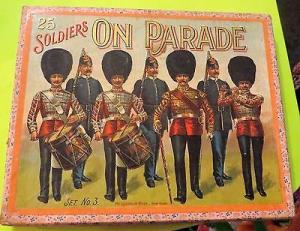 25
SOLDIERS ON PARADE
SET. No. 3.